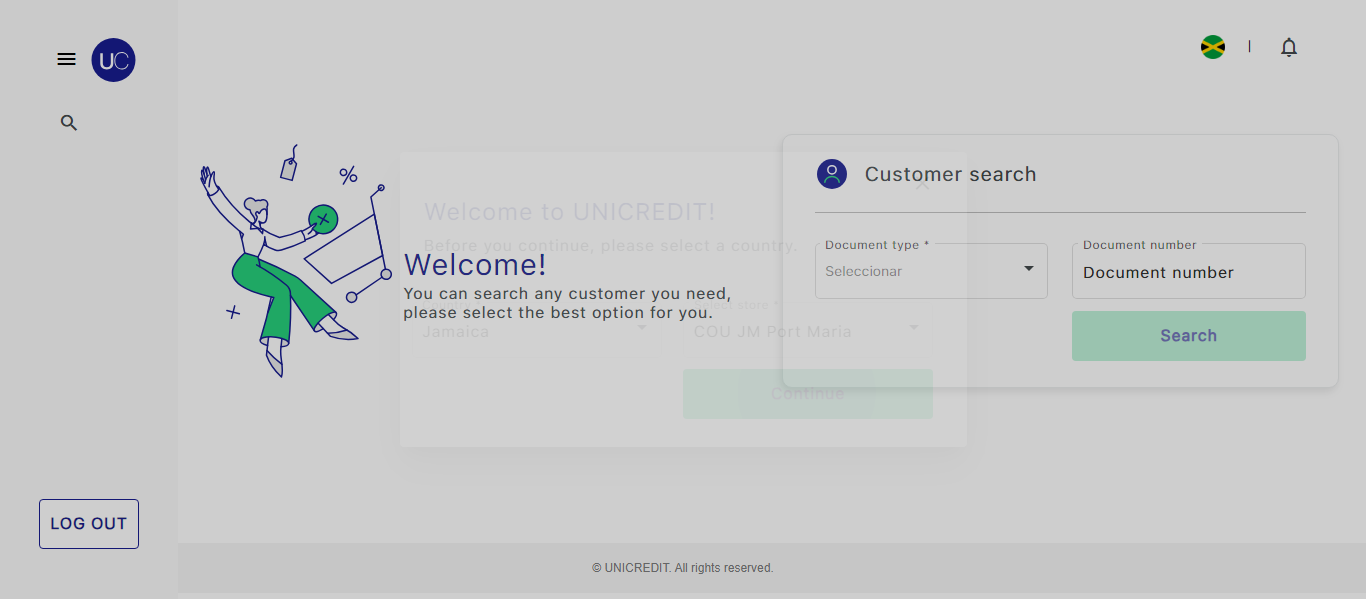 UC
Customer search
Welcome to UNICREDIT!
Before you continue, please select a country.
Document type *
Document number
Seleccionar
Document number
Welcome!
You can search any customer you need,
please select the best option for you.
store *
Jamaica
COU JM Port Maria
Search
Continue
LOG OUT
© UNICREDIT. All rights reserved.